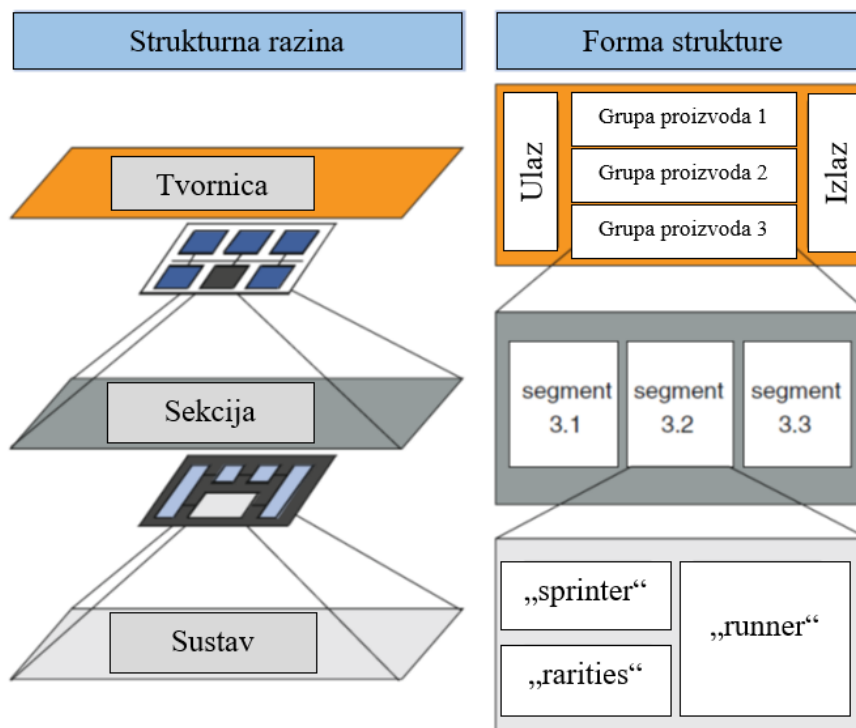 Strukturna razina
Forma strukture
Tvornica
Ulaz
Grupa proizvoda 1
Grupa proizvoda 2
Grupa proizvoda 3
Izlaz
Sekcija
segment
3.1
segment
3.2
segment
3.3
Sustav
„sprinter“
„rarities“
„runner“